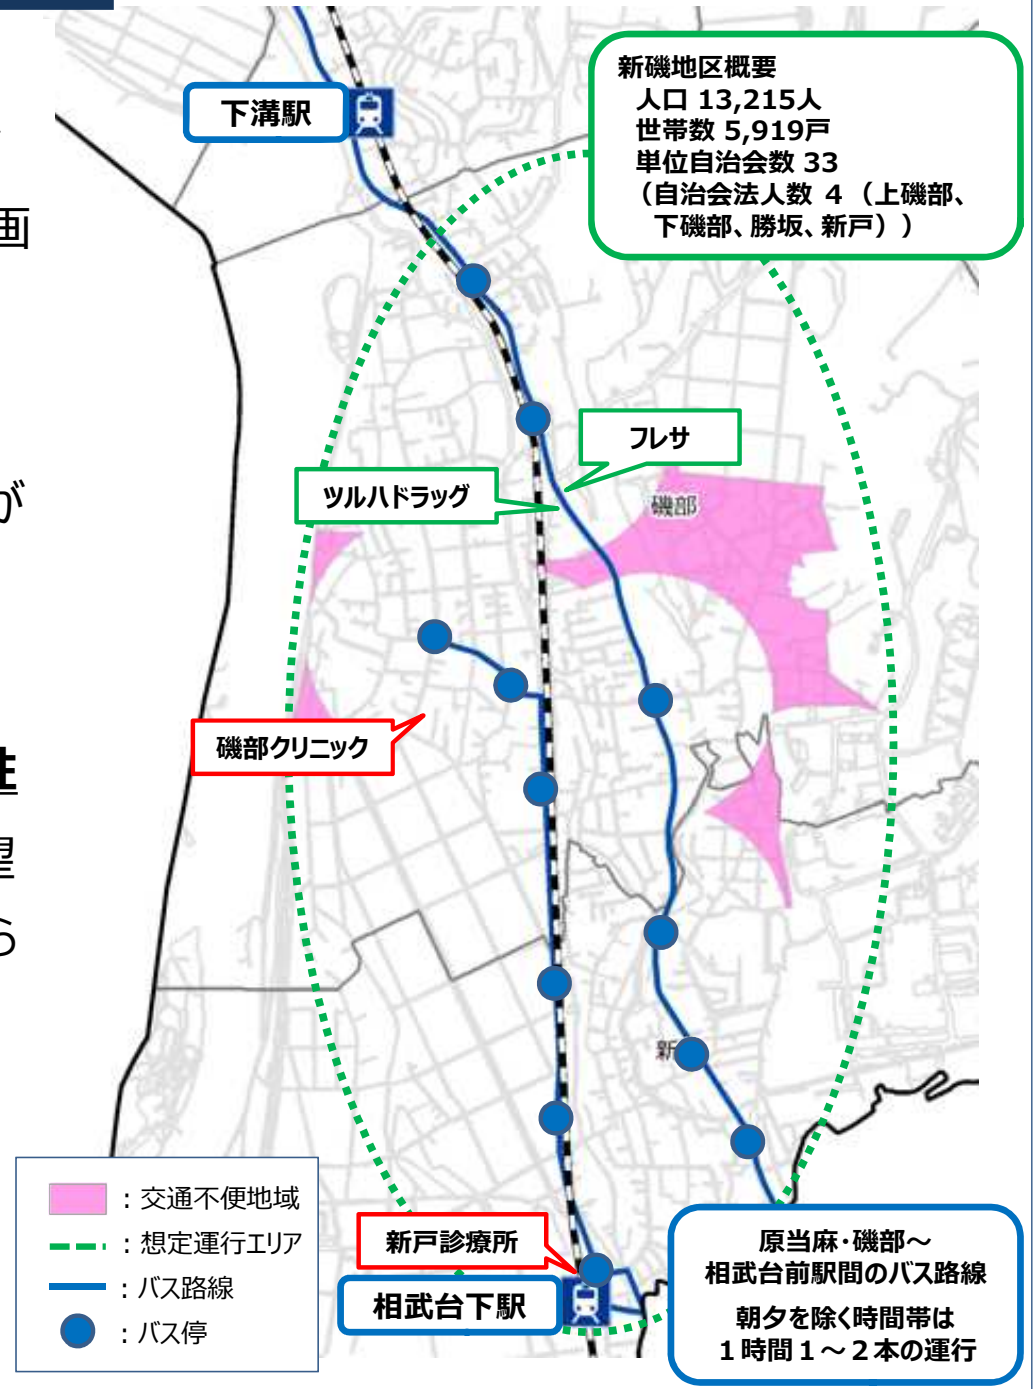 画
が
性
望
ら
下溝駅
新磯地区概要
人口 13,215人
世帯数 5,919戸
単位自治会数 33
（自治会法人数 4 （上磯部、
下磯部、勝坂、新戸））
フレサ
ツルハドラッグ
磯部
磯部クリニック
新
新戸診療所
相武台下駅
原当麻・磯部～
相武台前駅間のバス路線
朝夕を除く時間帯は
１時間１～２本の運行
：交通不便地域
：想定運行エリア
：バス路線
：バス停